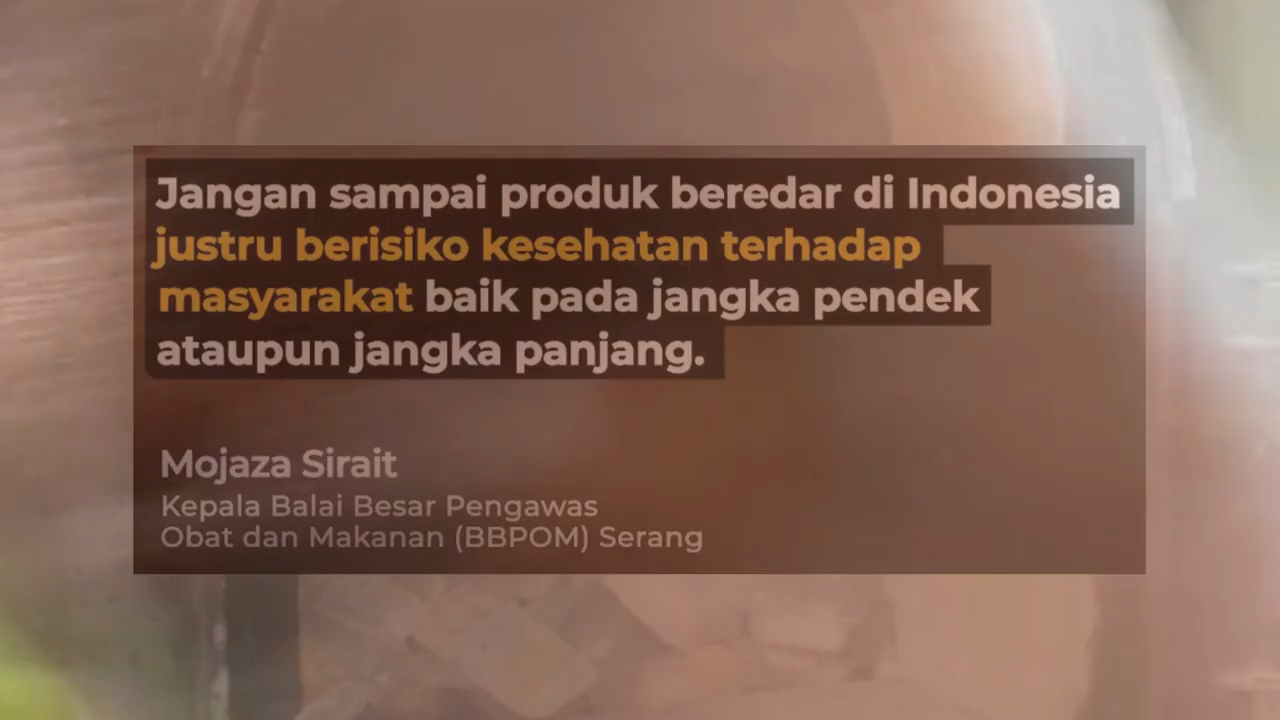 Jangan sampai produk beredar di Indonesia
justru berisiko kesehatan terhadap
masyarakat baik pada jangka pendek
ataupun jangka panjang.
Mojaza Sirait
Kepala Balai Besar Pengawas
Obat dan Makanan (BBPOM) Serang